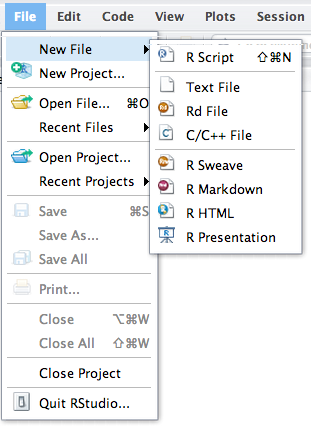 File Edit Code View Plots Session
New File
New Project...
Open File... ⌘O
Recent Files
Open Project...
Recent Projects
Save ⌘S
Save As...
Save All
Print...
Close ⌥⌘W
Close All ⇧⌘W
Close Project
Quit RStudio...
R Script ⇧⌘N
Text File
Rd File
C/C++ File
R Sweave
R Markdown
R HTML
R Presentation